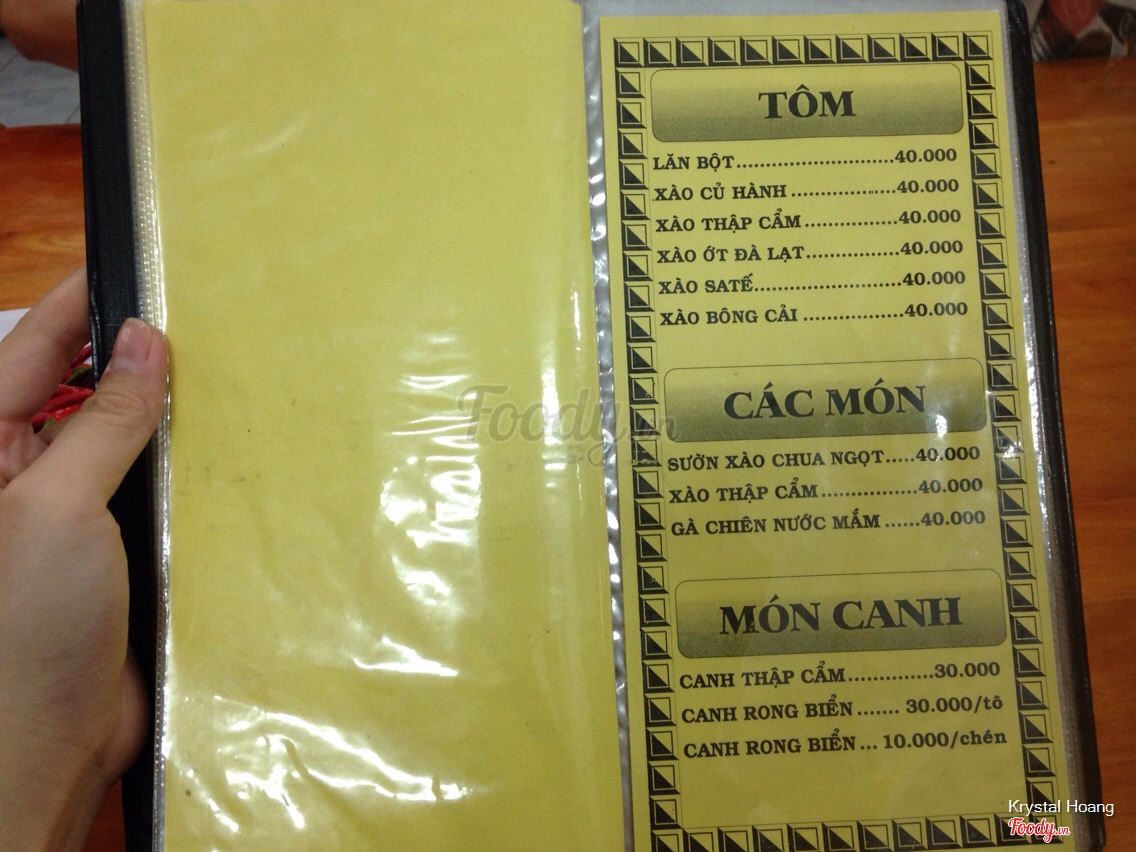 TÔM
LĂN BỘT............................40.000
XÀO CỦ HÀNH..................40.000
XÀO THẬP CẨM................40.000
XÀO ỚT ĐÀ LẠT................40.000
XÀO SATẾ..........................40.000
XÀO BÔNG CẢI.................40.000
CÁC MÓN
SƯỜN XÀO CHUA NGỌT.....40.000
XÀO THẬP CẨM.................40.000
GÀ CHIÊN NƯỚC MẮM......40.000
MÓN CANH
CANH THẬP CẨM...............30.000
CANH RONG BIỂN....... 30.000/tô
CANH RONG BIỂN... 10.000/chén
Foody.vn
Krystal Hoang
Foody.vn